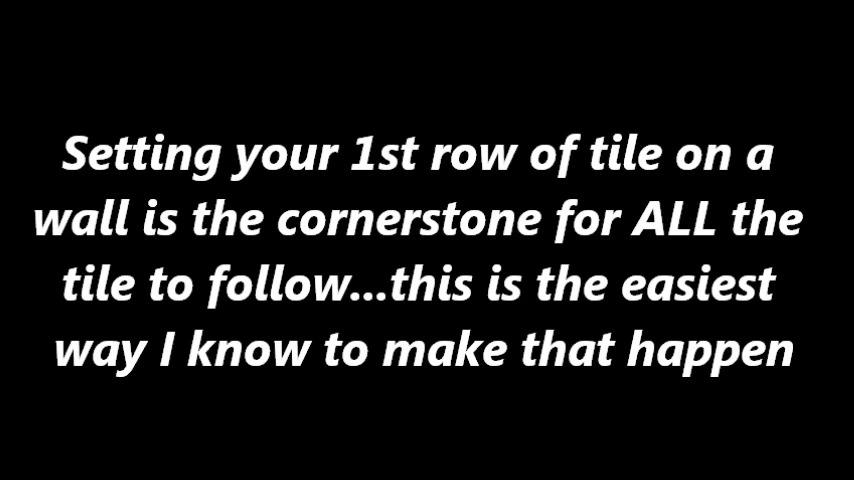 Setting your 1st row of tile on a
wall is the cornerstone for ALL the
tile to follow...this is the easiest
way I know to make that happen